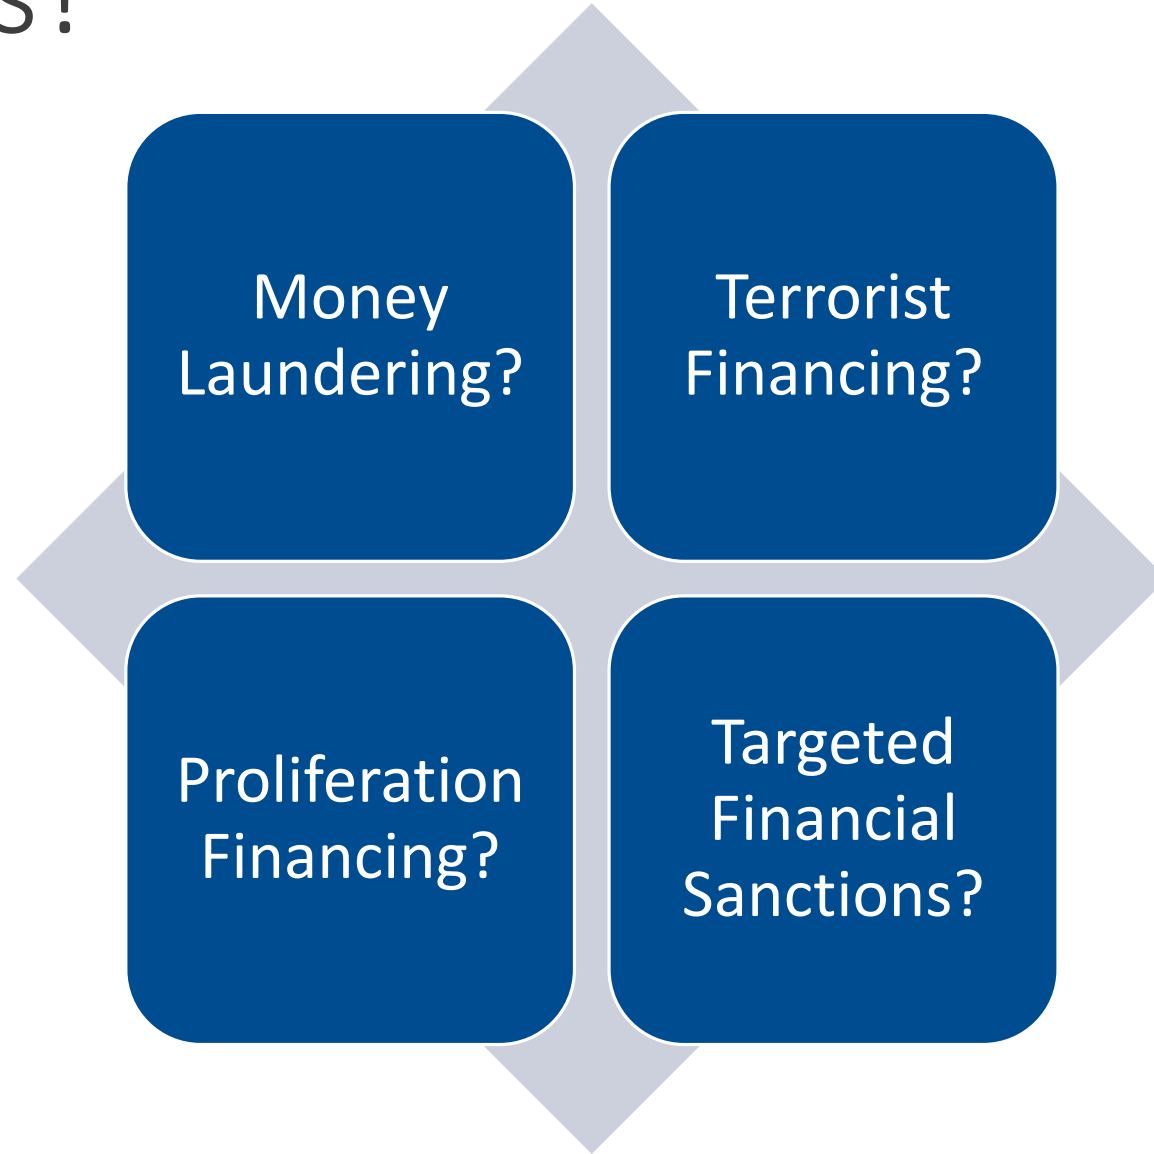 s?
Money
Laundering?
Terrorist
Financing?
Proliferation
Financing?
Targeted
Financial
Sanctions?